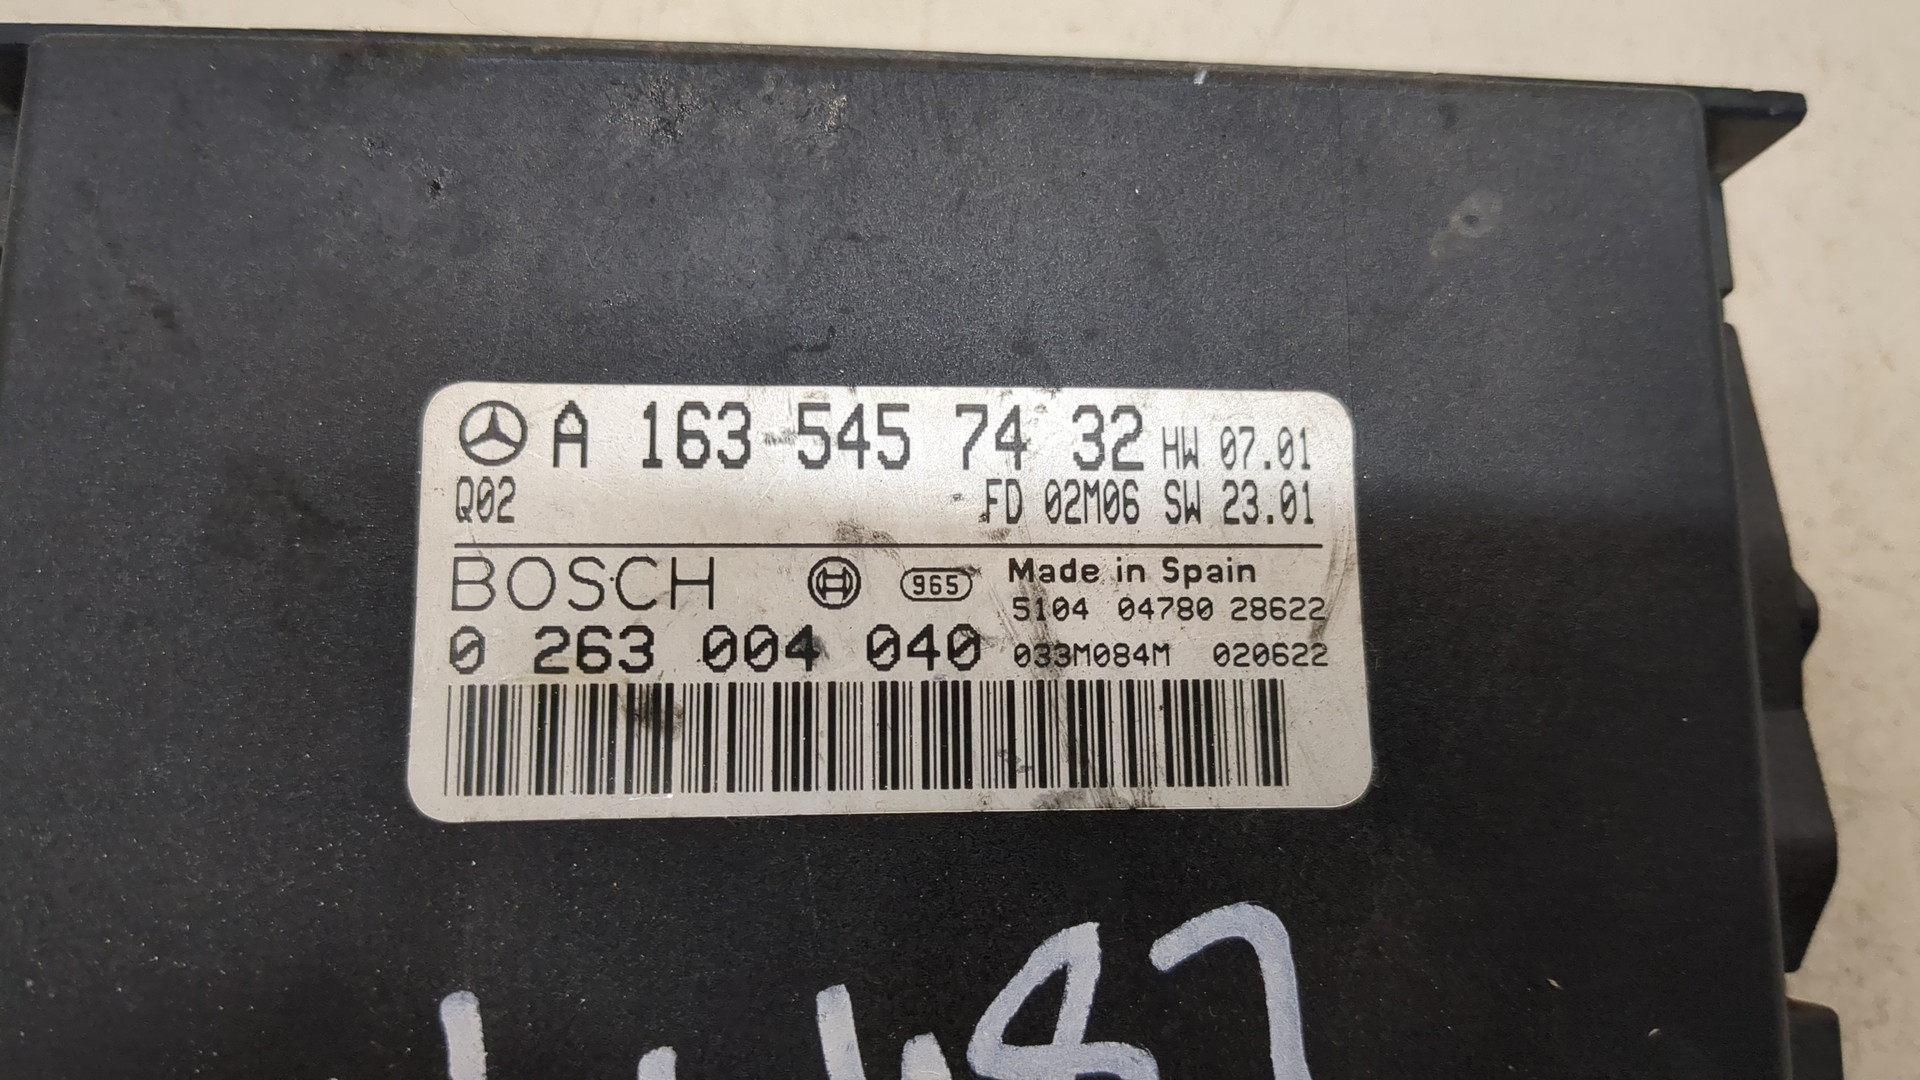 A 163 545 74 32 HW 07.01
Q02 FD 02M06 SW 23.01
BOSCH 965 Made in Spain
5104 04780 28622
0 263 004 040 033M084M 020622